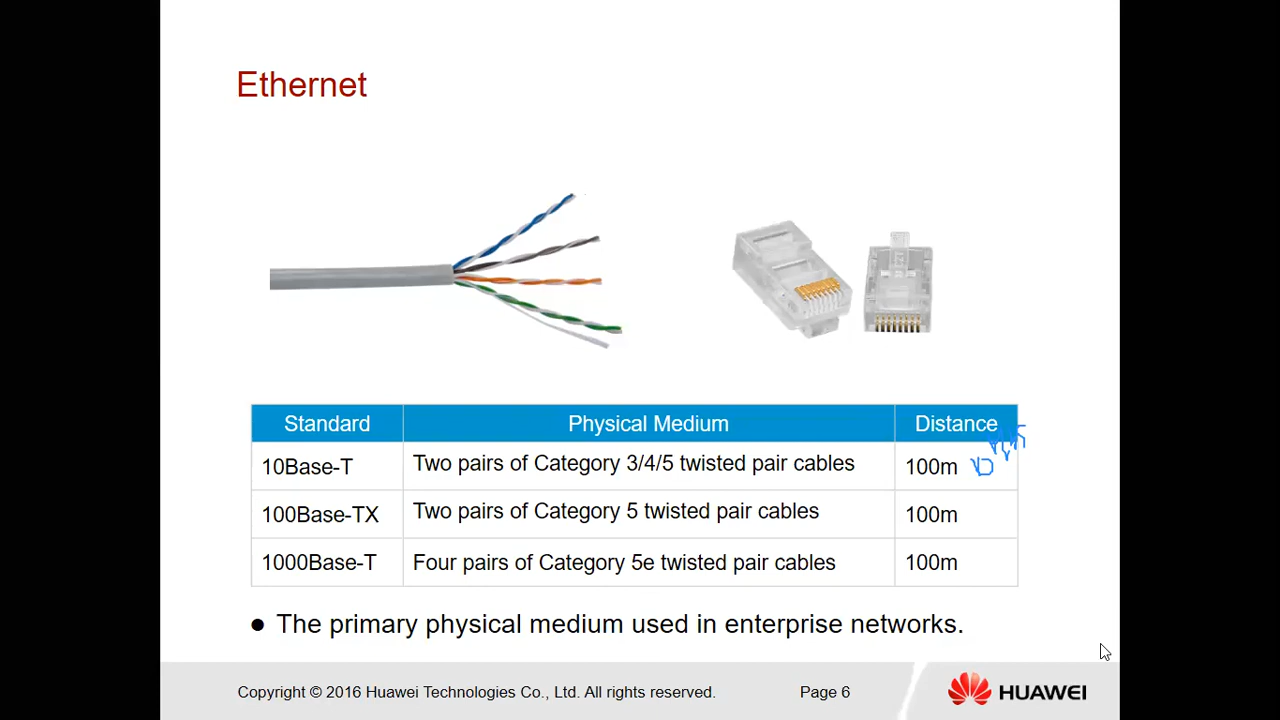 Ethernet
Standard Physical Medium Distance
10Base-T Two pairs of Category 3/4/5 twisted pair cables 100m
100Base-TX Two pairs of Category 5 twisted pair cables 100m
1000Base-T Four pairs of Category 5e twisted pair cables 100m
● The primary physical medium used in enterprise networks.
Copyright © 2016 Huawei Technologies Co., Ltd. All rights reserved. Page 6 HUAWEI